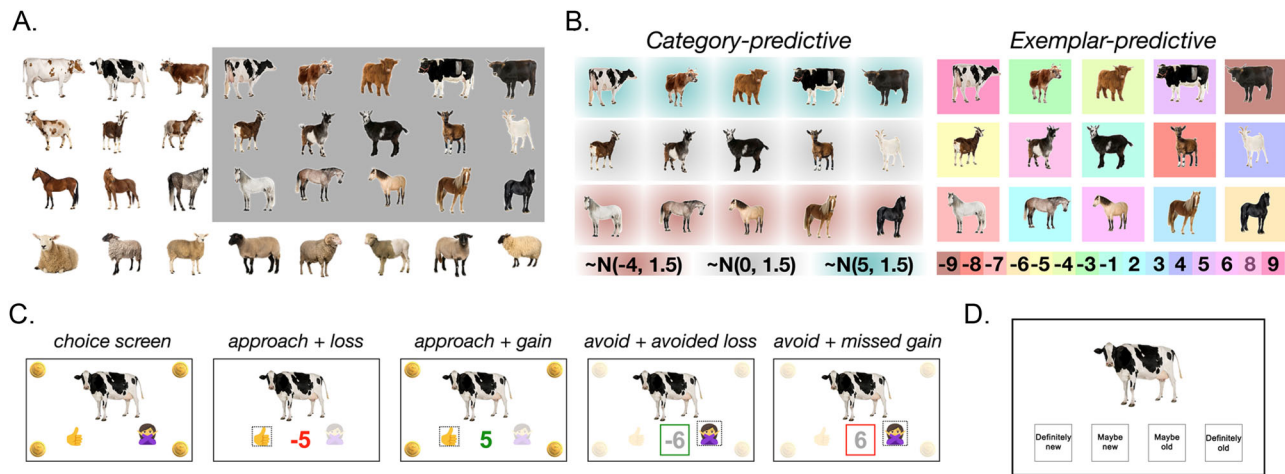 A.
B.
Category-predictive
Exemplar-predictive
~N(-4, 1.5) ~N(0, 1.5) ~N(5, 1.5)
-9 -8 -7 -6 -5 -4 -3 -1 2 3 4 5 6 8 9
C.
choice screen
approach + loss
approach + gain
avoid + avoided loss
avoid + missed gain
-5
5
-6
6
D.
Definitely
new
Maybe
new
Maybe
old
Definitely
old